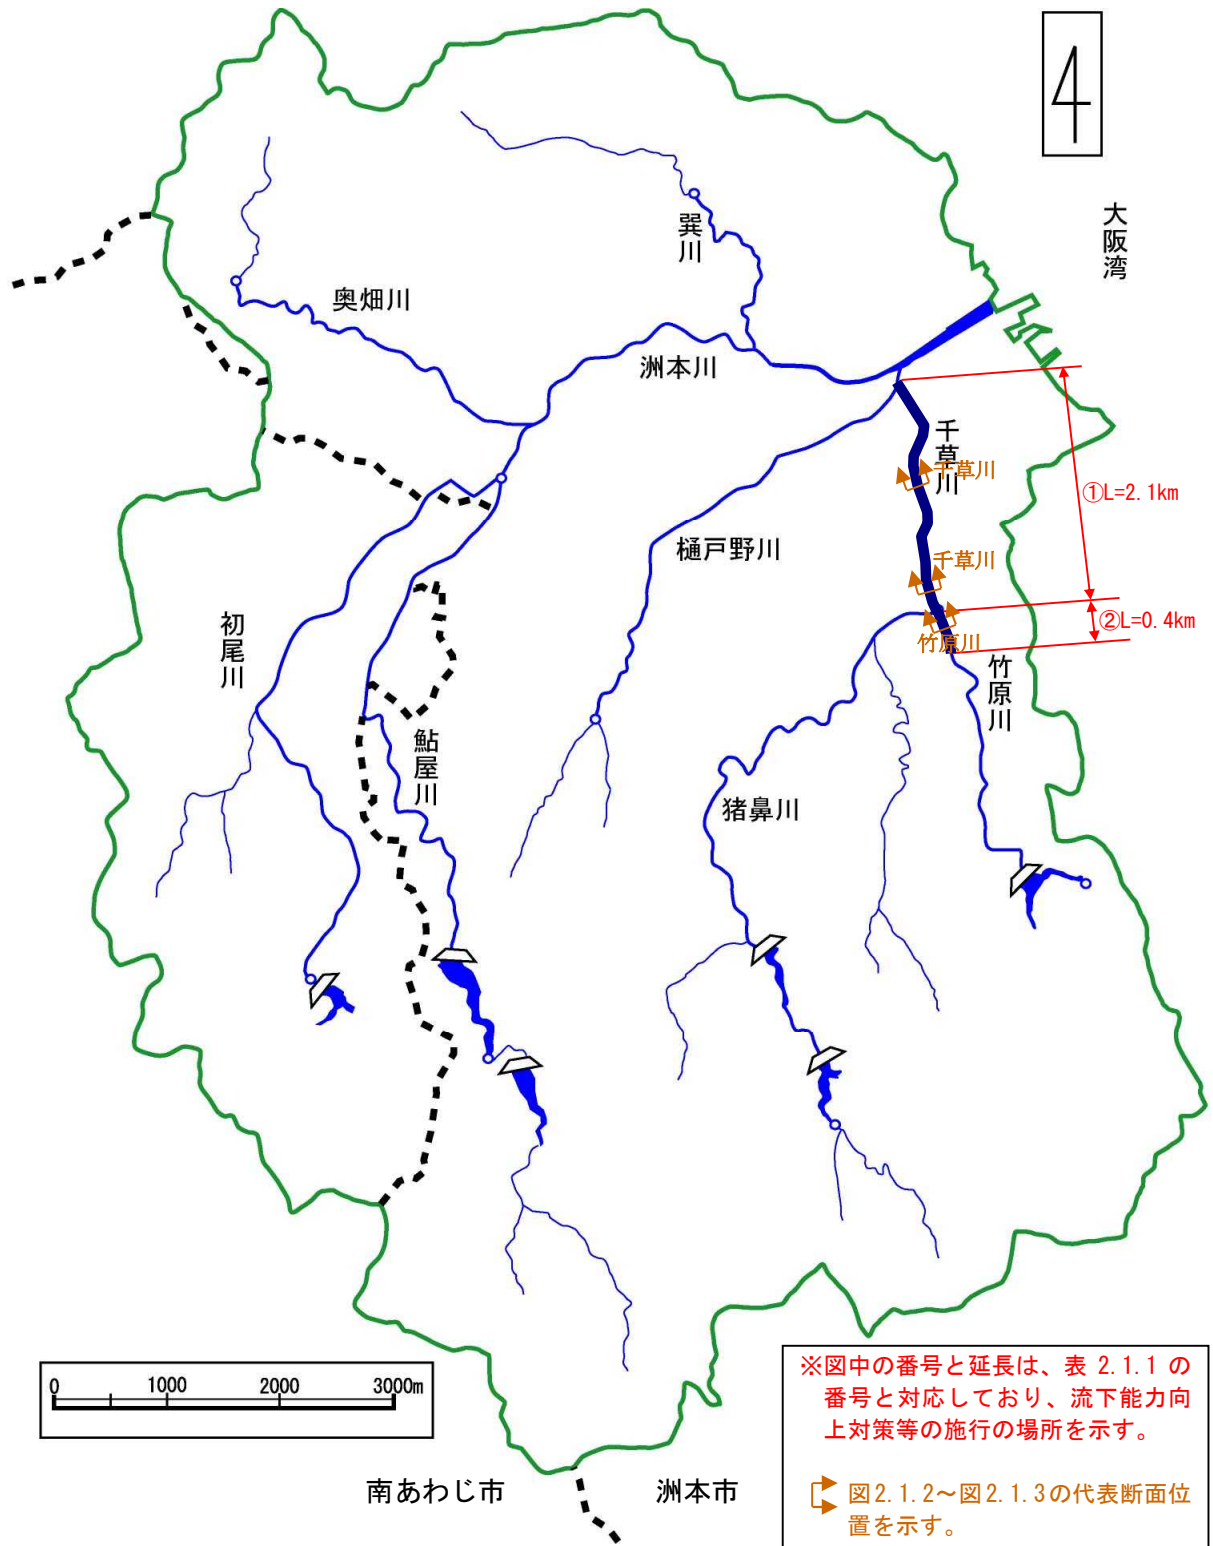 4
大阪湾
巽川
奥畑川
洲本川
千草川
千草川
①L=2.1km
樋戸野川
千草川
②L=0.4km
初尾川
竹原川
竹原川
鮎屋川
猪鼻川
0 1000 2000 3000m
※図中の番号と延長は、表 2.1.1 の
番号と対応しており、流下能力向
上対策等の施行の場所を示す。
図2.1.2～図2.1.3の代表断面位
置を示す。
南あわじ市
洲本市